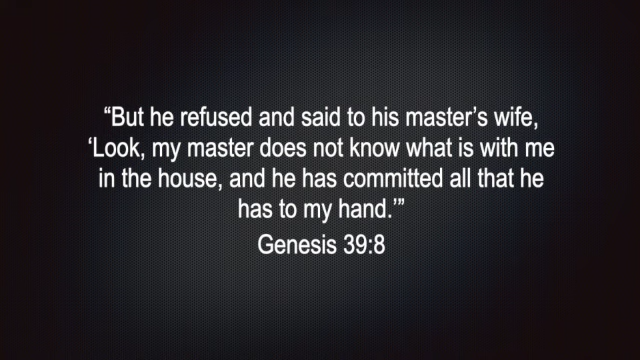 “But he refused and said to his master’s wife,
‘Look, my master does not know what is with me
in the house, and he has committed all that he
has to my hand.’”
Genesis 39:8